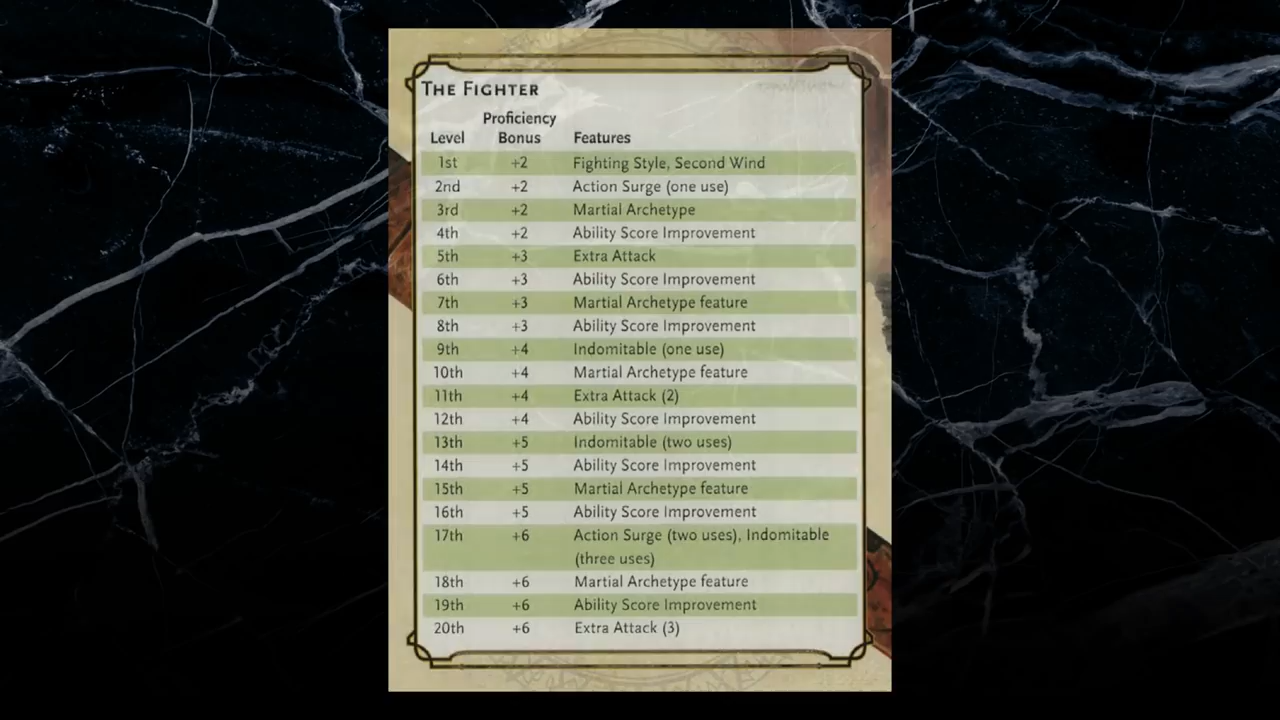 THE FIGHTER
Proficiency
Level Bonus Features
1st +2 Fighting Style, Second Wind
2nd +2 Action Surge (one use)
3rd +2 Martial Archetype
4th +2 Ability Score Improvement
5th +3 Extra Attack
6th +3 Ability Score Improvement
7th +3 Martial Archetype feature
8th +3 Ability Score Improvement
9th +4 Indomitable (one use)
10th +4 Martial Archetype feature
11th +4 Extra Attack (2)
12th +4 Ability Score Improvement
13th +5 Indomitable (two uses)
14th +5 Ability Score Improvement
15th +5 Martial Archetype feature
16th +5 Ability Score Improvement
17th +6 Action Surge (two uses), Indomitable
(three uses)
18th +6 Martial Archetype feature
19th +6 Ability Score Improvement
20th +6 Extra Attack (3)